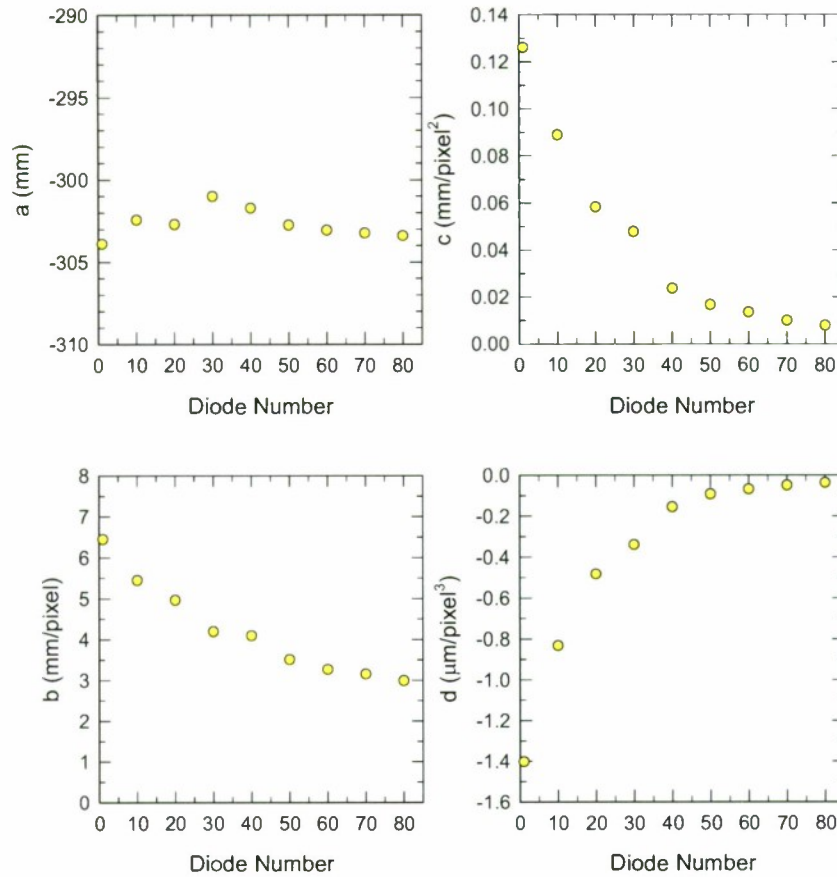 -290
-295
-300
-305
-310
a (mm)
0 10 20 30 40 50 60 70 80
Diode Number
0.14
0.12
0.10
0.08
0.06
0.04
0.02
0.00
c (mm/pixel²)
0 10 20 30 40 50 60 70 80
Diode Number
8
7
6
5
4
3
2
1
0
b (mm/pixel)
0 10 20 30 40 50 60 70 80
Diode Number
0.0
-0.2
-0.4
-0.6
-0.8
-1.0
-1.2
-1.4
-1.6
d (μm/pixel³)
0 10 20 30 40 50 60 70 80
Diode Number